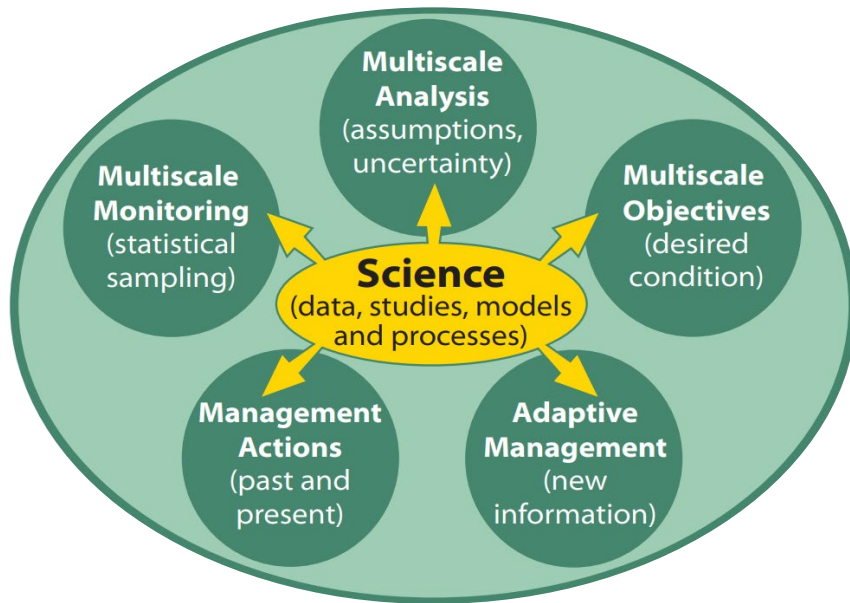 Multiscale
Analysis
(assumptions,
uncertainty)
Multiscale
Monitoring
(statistical
sampling)
Multiscale
Objectives
(desired
condition)
Science
(data, studies, models
and processes)
Management
Actions
(past and
present)
Adaptive
Management
(new
information)